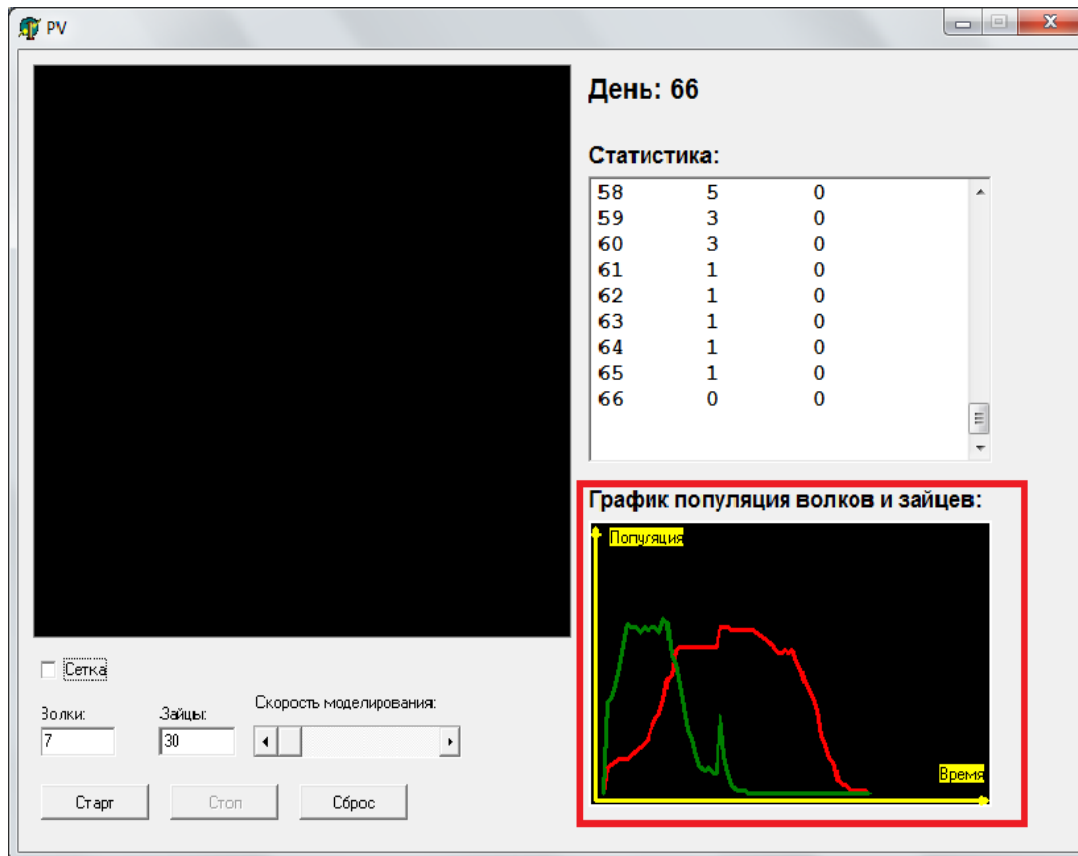 PV
День: 66
Статистика:
58 5 0
59 3 0
60 3 0
61 1 0
62 1 0
63 1 0
64 1 0
65 1 0
66 0 0
График популяция волков и зайцев:
Популяция
Время
Сетка
Волки: Зайцы: Скорость моделирования:
7 30
Старт Стоп Сброс